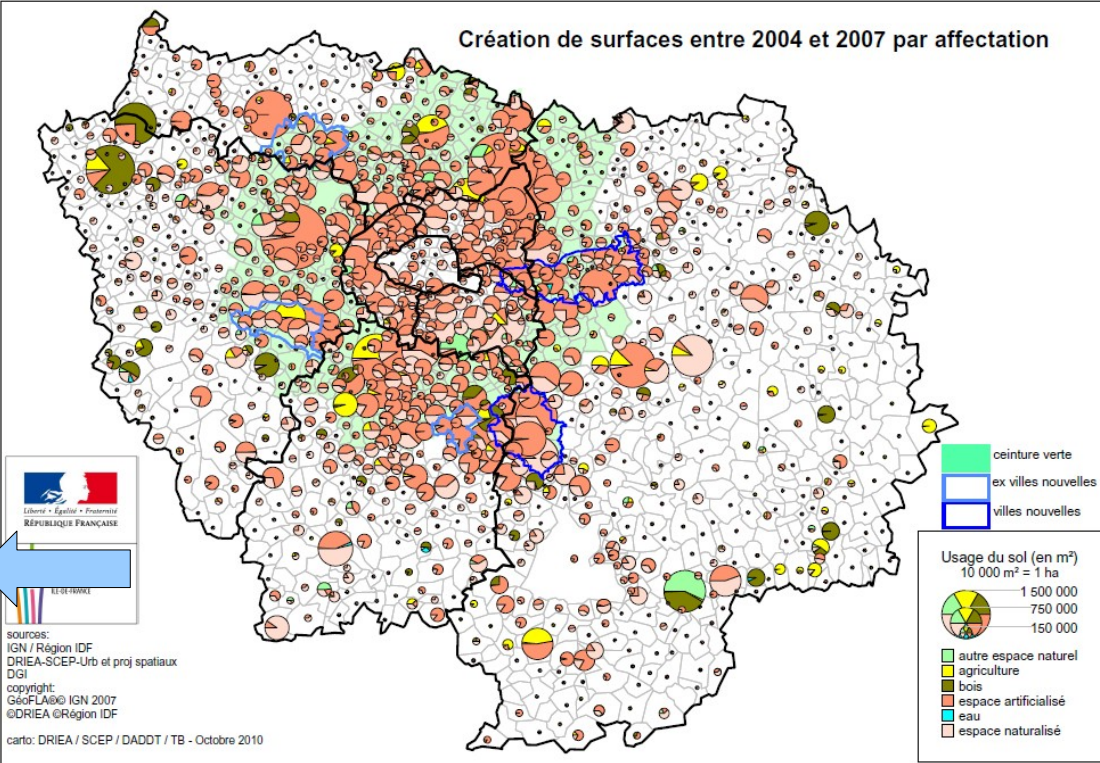 Création de surfaces entre 2004 et 2007 par affectation
ceinture verte
ex villes nouvelles
villes nouvelles
Liberté • Égalité • Fraternité
RÉPUBLIQUE FRANÇAISE
ILE-DE-FRANCE
Usage du sol (en m²)
10 000 m² = 1 ha
1 500 000
750 000
150 000
autre espace naturel
agriculture
bois
espace artificialisé
eau
espace naturalisé
sources:
IGN / Région IDF
DRIEA-SCEP-Urb et proj spatiaux
DGI
copyright:
GéoFLA®© IGN 2007
©DRIEA ©Région IDF
carto: DRIEA / SCEP / DADDT / TB - Octobre 2010